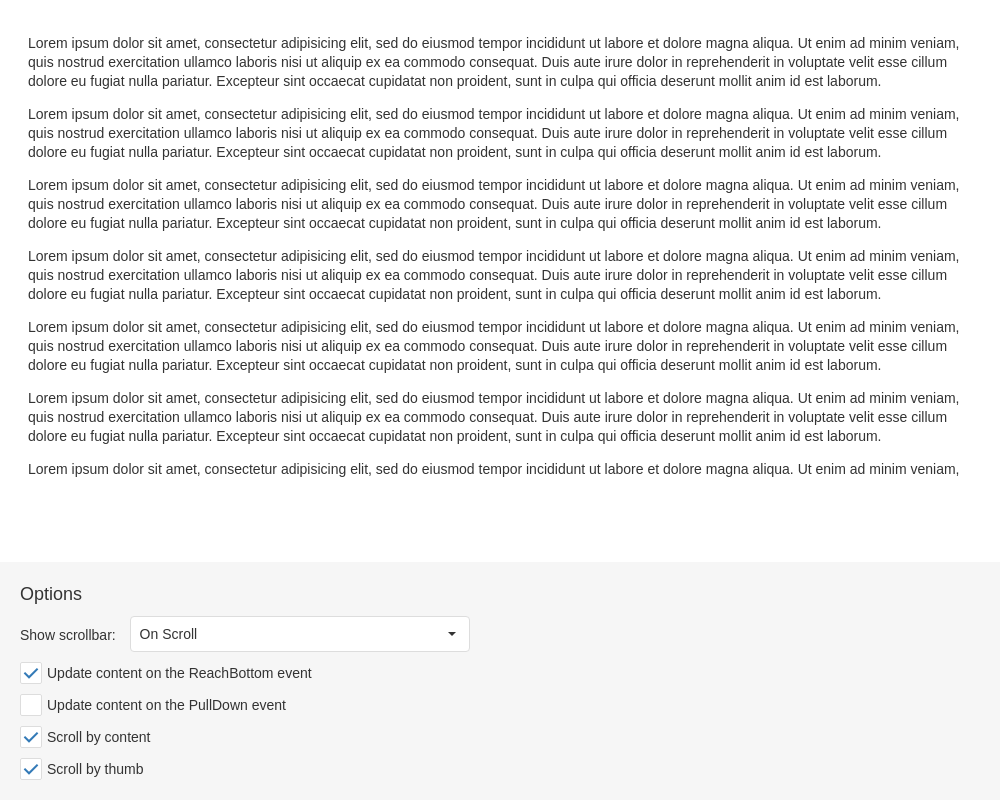 Lorem ipsum dolor sit amet, consectetur adipisicing elit, sed do eiusmod tempor incididunt ut labore et dolore magna aliqua. Ut enim ad minim veniam,
quis nostrud exercitation ullamco laboris nisi ut aliquip ex ea commodo consequat. Duis aute irure dolor in reprehenderit in voluptate velit esse cillum
dolore eu fugiat nulla pariatur. Excepteur sint occaecat cupidatat non proident, sunt in culpa qui officia deserunt mollit anim id est laborum.
Lorem ipsum dolor sit amet, consectetur adipisicing elit, sed do eiusmod tempor incididunt ut labore et dolore magna aliqua. Ut enim ad minim veniam,
quis nostrud exercitation ullamco laboris nisi ut aliquip ex ea commodo consequat. Duis aute irure dolor in reprehenderit in voluptate velit esse cillum
dolore eu fugiat nulla pariatur. Excepteur sint occaecat cupidatat non proident, sunt in culpa qui officia deserunt mollit anim id est laborum.
Lorem ipsum dolor sit amet, consectetur adipisicing elit, sed do eiusmod tempor incididunt ut labore et dolore magna aliqua. Ut enim ad minim veniam,
quis nostrud exercitation ullamco laboris nisi ut aliquip ex ea commodo consequat. Duis aute irure dolor in reprehenderit in voluptate velit esse cillum
dolore eu fugiat nulla pariatur. Excepteur sint occaecat cupidatat non proident, sunt in culpa qui officia deserunt mollit anim id est laborum.
Lorem ipsum dolor sit amet, consectetur adipisicing elit, sed do eiusmod tempor incididunt ut labore et dolore magna aliqua. Ut enim ad minim veniam,
quis nostrud exercitation ullamco laboris nisi ut aliquip ex ea commodo consequat. Duis aute irure dolor in reprehenderit in voluptate velit esse cillum
dolore eu fugiat nulla pariatur. Excepteur sint occaecat cupidatat non proident, sunt in culpa qui officia deserunt mollit anim id est laborum.
Lorem ipsum dolor sit amet, consectetur adipisicing elit, sed do eiusmod tempor incididunt ut labore et dolore magna aliqua. Ut enim ad minim veniam,
quis nostrud exercitation ullamco laboris nisi ut aliquip ex ea commodo consequat. Duis aute irure dolor in reprehenderit in voluptate velit esse cillum
dolore eu fugiat nulla pariatur. Excepteur sint occaecat cupidatat non proident, sunt in culpa qui officia deserunt mollit anim id est laborum.
Lorem ipsum dolor sit amet, consectetur adipisicing elit, sed do eiusmod tempor incididunt ut labore et dolore magna aliqua. Ut enim ad minim veniam,
quis nostrud exercitation ullamco laboris nisi ut aliquip ex ea commodo consequat. Duis aute irure dolor in reprehenderit in voluptate velit esse cillum
dolore eu fugiat nulla pariatur. Excepteur sint occaecat cupidatat non proident, sunt in culpa qui officia deserunt mollit anim id est laborum.
Lorem ipsum dolor sit amet, consectetur adipisicing elit, sed do eiusmod tempor incididunt ut labore et dolore magna aliqua. Ut enim ad minim veniam,
Options
Show scrollbar: On Scroll
Update content on the ReachBottom event
Update content on the PullDown event
Scroll by content
Scroll by thumb